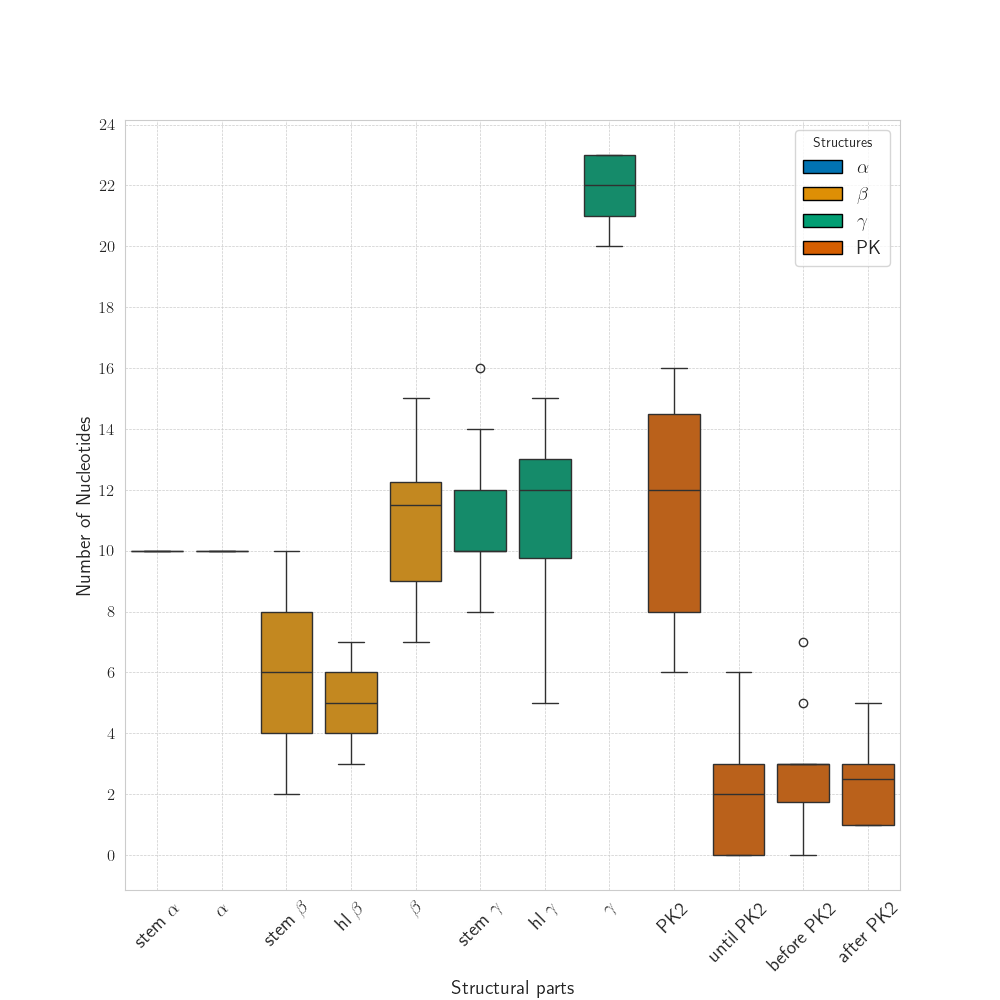 24
22
20
18
16
14
12
10
8
6
4
2
0
Number of Nucleotides
Structures
α
β
γ
PK
stem α
α
stem β
hl β
β
stem γ
hl γ
γ
PK2
until PK2
before PK2
after PK2
Structural parts